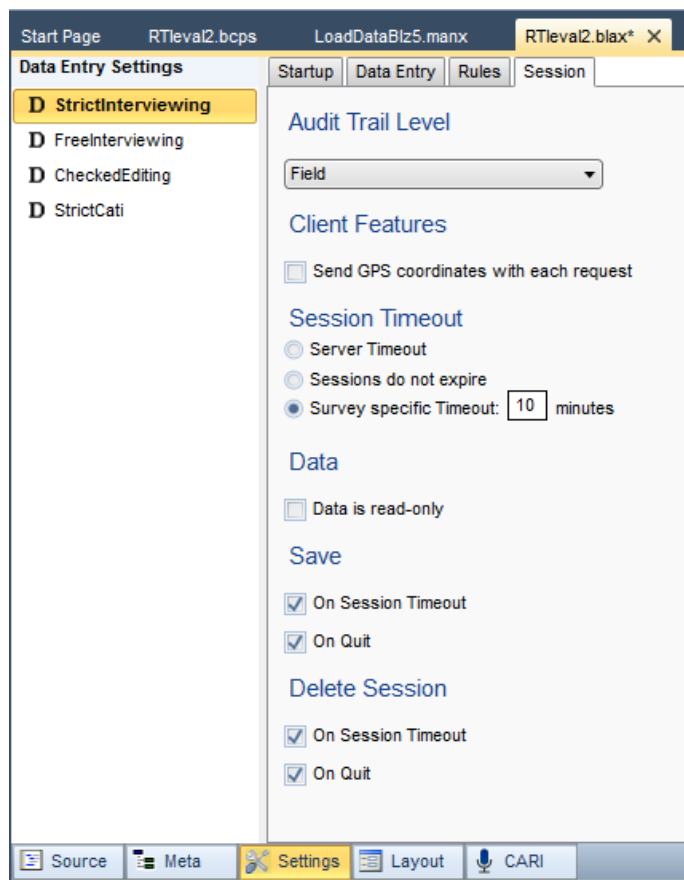 Start Page RTIeval2.bcps LoadDataBlz5.manx RTIeval2.blax* X
Data Entry Settings
Startup Data Entry Rules Session
D StrictInterviewing
D FreeInterviewing
D CheckedEditing
D StrictCati
Audit Trail Level
Field
Client Features
Send GPS coordinates with each request
Session Timeout
Server Timeout
Sessions do not expire
Survey specific Timeout: 10 minutes
Data
Data is read-only
Save
On Session Timeout
On Quit
Delete Session
On Session Timeout
On Quit
Source Meta Settings Layout CARI